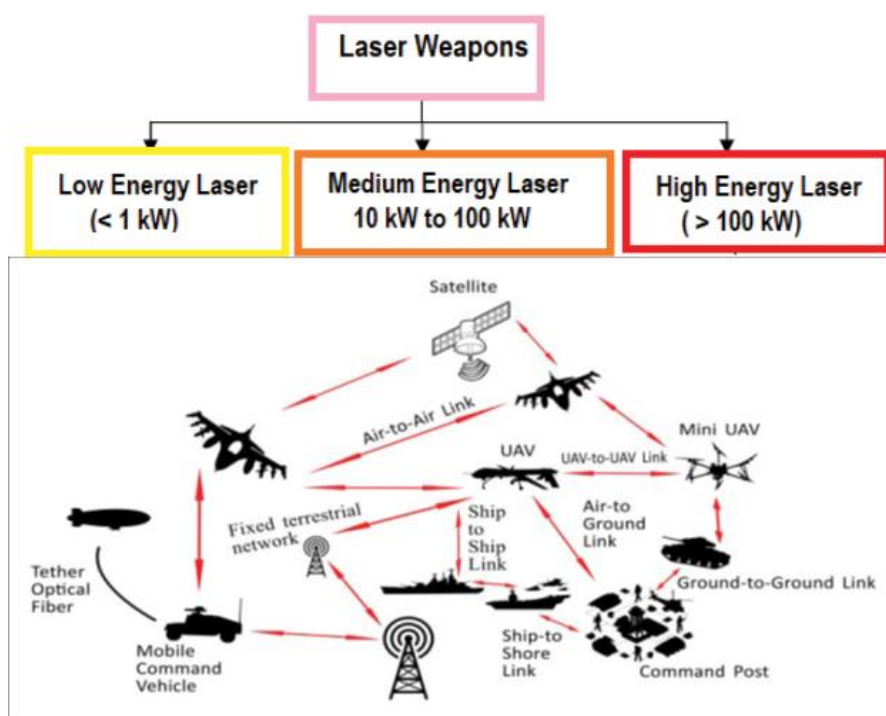 Laser Weapons
Low Energy Laser
(< 1 kW)
Medium Energy Laser
10 kW to 100 kW
High Energy Laser
( > 100 kW)
Satellite
Air-to-Air Link
Mini UAV
UAV
UAV-to-UAV Link
Fixed terrestrial
network
Ship
to
Ship
Link
Air-to
Ground
Link
Tether
Optical
Fiber
Ground-to-Ground Link
Mobile
Command
Vehicle
Ship-to
Shore
Link
Command Post